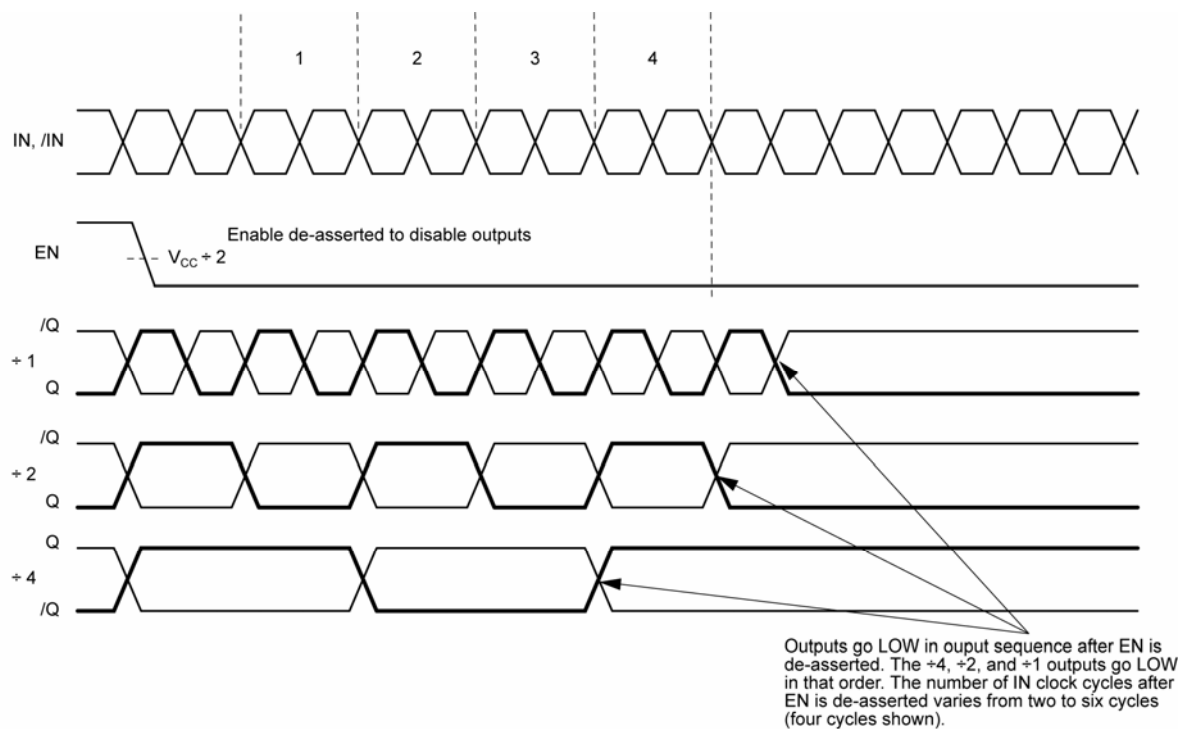 1
2
3
4
IN, /IN
EN
Enable de-asserted to disable outputs
VCC ÷ 2
/Q
÷ 1
Q
/Q
÷ 2
Q
Q
÷ 4
/Q
Outputs go LOW in ouput sequence after EN is
de-asserted. The ÷4, ÷2, and ÷1 outputs go LOW
in that order. The number of IN clock cycles after
EN is de-asserted varies from two to six cycles
(four cycles shown).